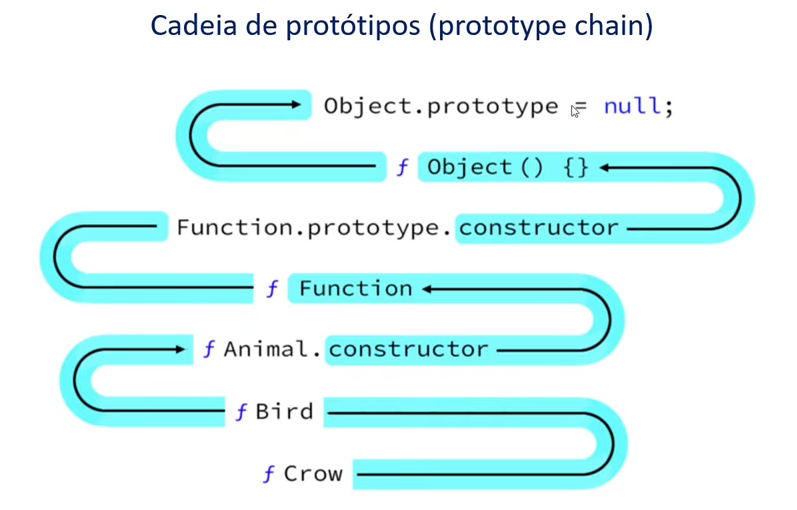 Cadeia de protótipos (prototype chain)
Object.prototype = null;
ƒ Object() {}
Function.prototype.constructor
ƒ Function
ƒ Animal.constructor
ƒ Bird
ƒ Crow